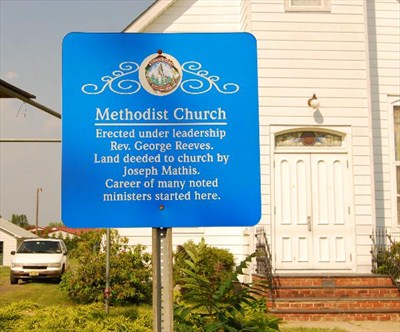 Methodist Church
Erected under leadership
Rev. George Reeves.
Land deeded to church by
Joseph Mathis.
Career of many noted
ministers started here.